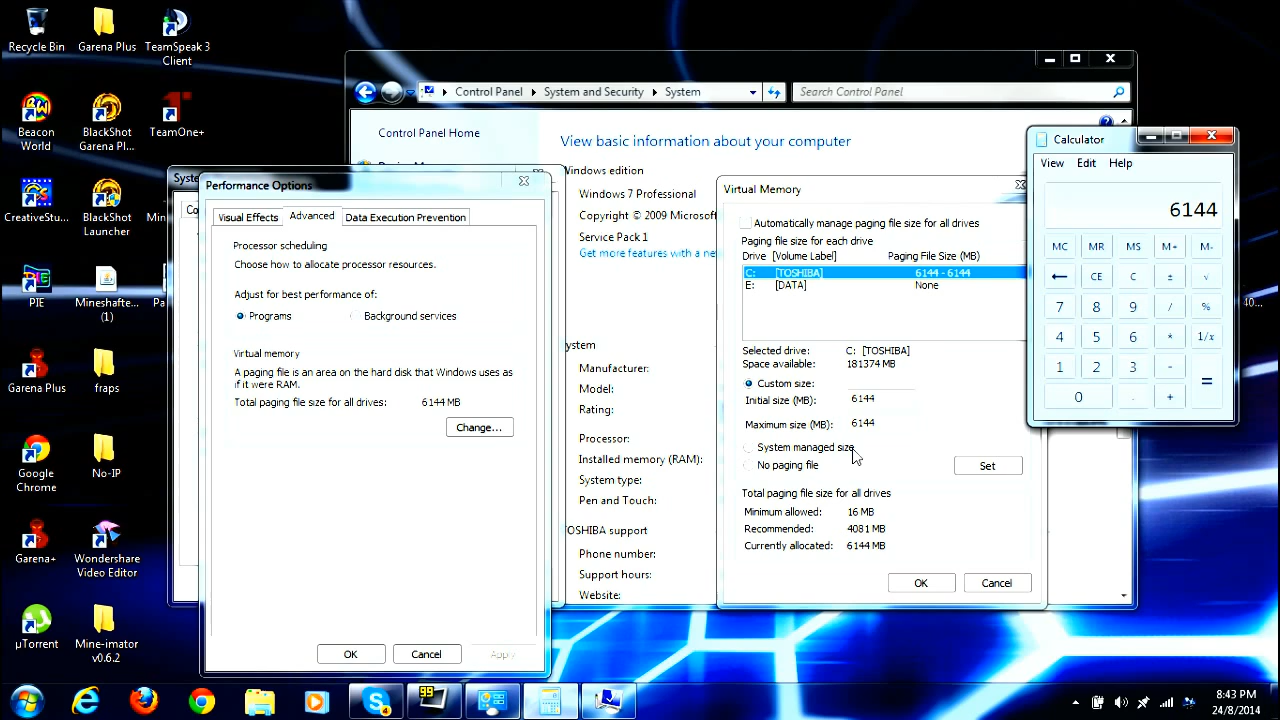 Recycle Bin
Garena Plus
TeamSpeak 3
Client
Beacon
World
BlackShot
Garena Pl...
TeamOne+
CreativeStu...
BlackShot
Launcher
Min
PIE
Mineshafte...
(1)
Pa
Garena Plus
fraps
Google
Chrome
No-IP
Garena+
Wondershare
Video Editor
µTorrent
Mine-imator
v0.6.2
Control Panel
System and Security
System
Search Control Panel
Control Panel Home
View basic information about your computer
Windows edition
Windows 7 Professional
Copyright © 2009 Microsoft
Service Pack 1
Get more features with a new
ystem
Manufacturer:
Model:
Rating:
Processor:
Installed memory (RAM):
System type:
Pen and Touch:
TOSHIBA support
Phone number:
Support hours:
Website:
Syste
Co
Performance Options
Visual Effects
Advanced
Data Execution Prevention
Processor scheduling
Choose how to allocate processor resources.
Adjust for best performance of:
Programs
Background services
Virtual memory
A paging file is an area on the hard disk that Windows uses as
if it were RAM.
Total paging file size for all drives:
6144 MB
Change...
OK
Cancel
Apply
Virtual Memory
Automatically manage paging file size for all drives
Paging file size for each drive
Drive [Volume Label]
Paging File Size (MB)
C: [TOSHIBA]
6144 - 6144
E: [DATA]
None
Selected drive:
C: [TOSHIBA]
Space available:
181374 MB
Custom size:
Initial size (MB):
6144
Maximum size (MB):
6144
System managed size
No paging file
Set
Total paging file size for all drives
Minimum allowed:
16 MB
Recommended:
4081 MB
Currently allocated:
6144 MB
OK
Cancel
Calculator
View
Edit
Help
6144
MC MR MS M+ M-
← CE C ± √
7 8 9 / %
4 5 6 * 1/x
1 2 3 - =
0 . +
40...
99
8:43 PM
24/8/2014